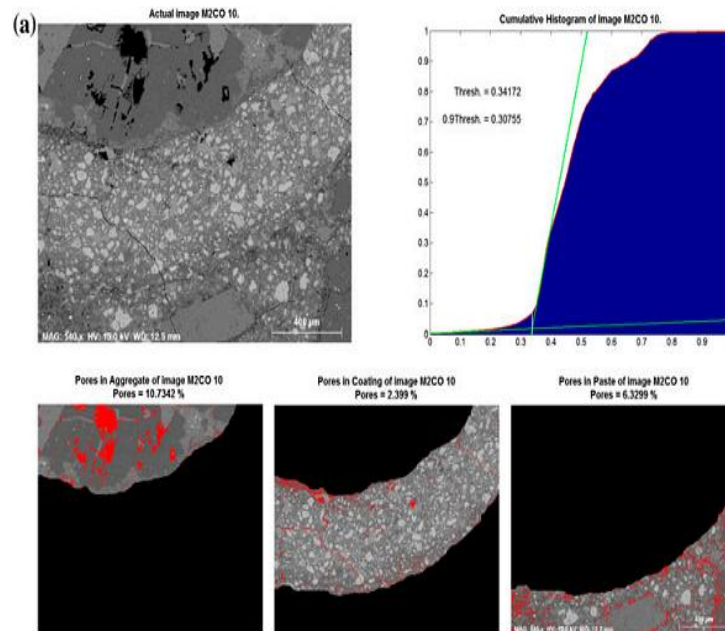 (a)
Actual image M2CO 10.
MAG: 540.x HV: 19.0 kV WD: 12.5 mm
400 µm
Cumulative Histogram of image M2CO 10.
Thresh. = 0.34172
0.9Thresh. = 0.30755
1
0.9
0.8
0.7
0.6
0.5
0.4
0.3
0.2
0.1
0
0 0.1 0.2 0.3 0.4 0.5 0.6 0.7 0.8 0.9
Pores in Aggregate of image M2CO 10
Pores = 10.7342 %
Pores in Coating of image M2CO 10
Pores = 2.399 %
Pores in Paste of image M2CO 10
Pores = 6.3299 %